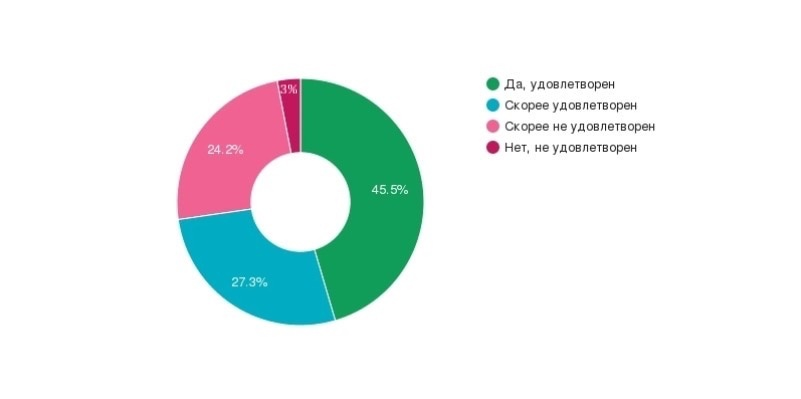 3%
Да, удовлетворен
Скорее удовлетворен
Скорее не удовлетворен
Нет, не удовлетворен
24.2%
45.5%
27.3%